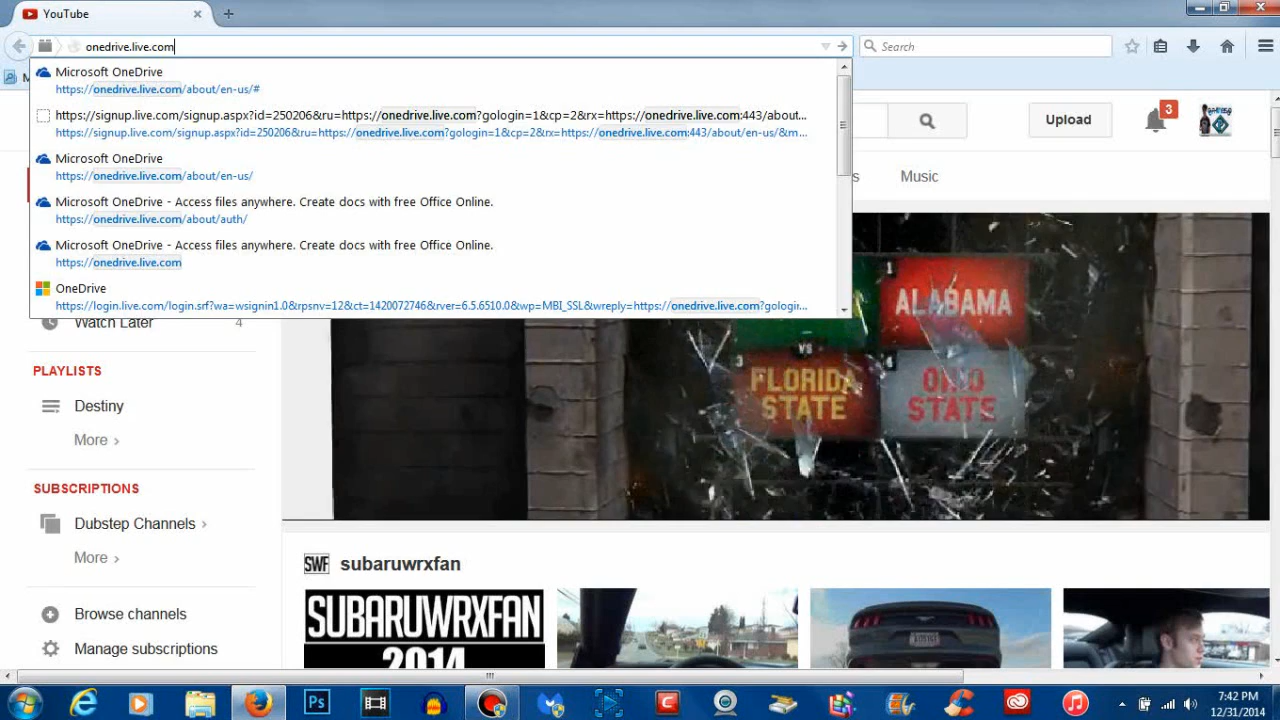 YouTube
onedrive.live.com
Search
Microsoft OneDrive
https://onedrive.live.com/about/en-us/#
https://signup.live.com/signup.aspx?id=250206&ru=https://onedrive.live.com?gologin=1&cp=2&rx=https://onedrive.live.com:443/about...
https://signup.live.com/signup.aspx?id=250206&ru=https://onedrive.live.com?gologin=1&cp=2&rx=https://onedrive.live.com:443/about/en-us/&m...
Microsoft OneDrive
https://onedrive.live.com/about/en-us/
Microsoft OneDrive - Access files anywhere. Create docs with free Office Online.
https://onedrive.live.com/about/auth/
Microsoft OneDrive - Access files anywhere. Create docs with free Office Online.
https://onedrive.live.com
OneDrive
https://login.live.com/login.srf?wa=wsignin1.0&rpsnv=12&ct=1420072746&rver=6.5.6510.0&wp=MBI_SSL&wreply=https://onedrive.live.com?gologin...
Upload
3
Music
Watch Later 4
PLAYLISTS
Destiny
More ›
SUBSCRIPTIONS
Dubstep Channels ›
More ›
Browse channels
Manage subscriptions
1
ALABAMA
VS
3
FLORIDA
STATE
4
OHIO
STATE
SWF subaruwrxfan
SUBARUWRXFAN
2014
Ps
7:42 PM
12/31/2014